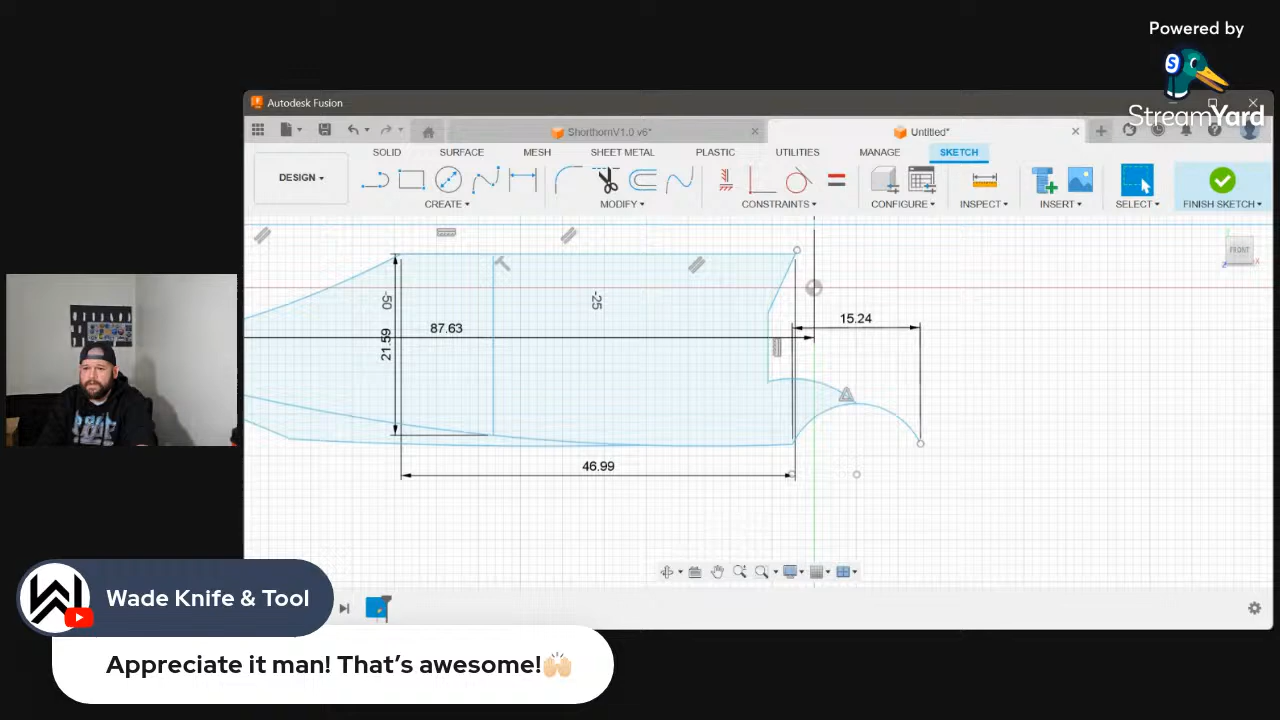 Powered by
S
StreamYard
Autodesk Fusion
ShorthornV1.0 v6*
Untitled*
DESIGN
SOLID
SURFACE
MESH
SHEET METAL
PLASTIC
UTILITIES
MANAGE
SKETCH
CREATE
MODIFY
CONSTRAINTS
CONFIGURE
INSPECT
INSERT
SELECT
FINISH SKETCH
FRONT
-50
-25
87.63
21.59
15.24
46.99
Wade Knife & Tool
Appreciate it man! That’s awesome!🙌🏻